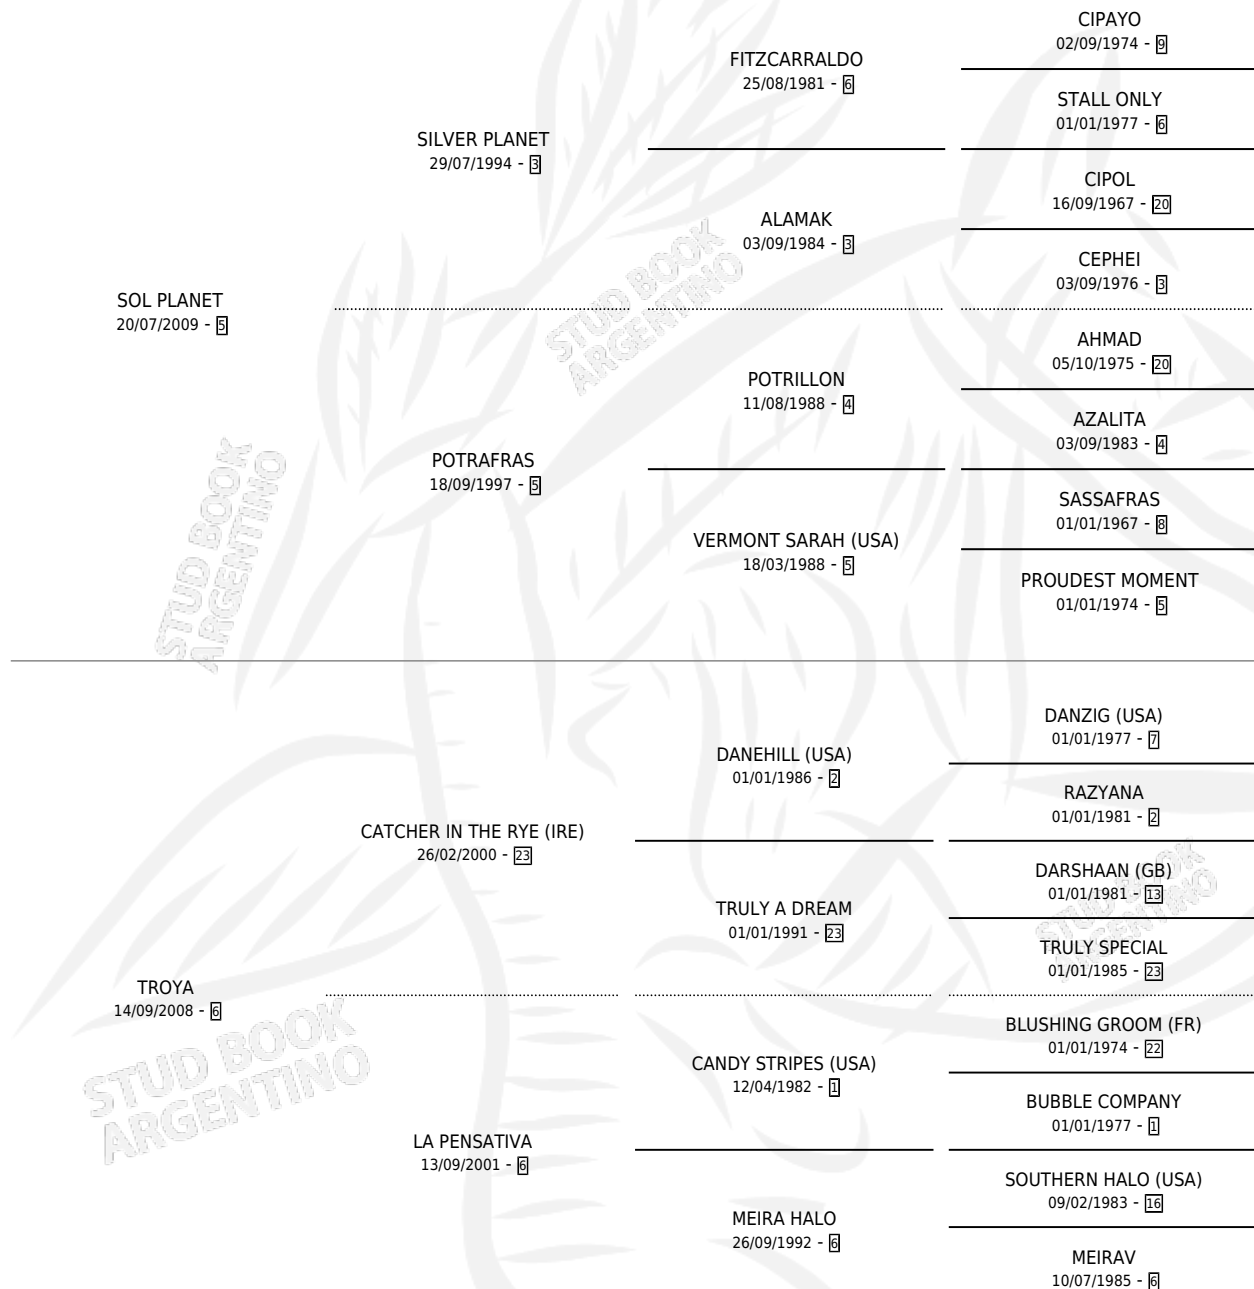 CIPAYO
02/09/1974 - 9
FITZCARRALDO
25/08/1981 - 6
STALL ONLY
01/01/1977 - 6
SILVER PLANET
29/07/1994 - 3
CIPOL
16/09/1967 - 20
ALAMAK
03/09/1984 - 3
CEPHEI
03/09/1976 - 3
SOL PLANET
20/07/2009 - 5
AHMAD
05/10/1975 - 20
POTRILLON
11/08/1988 - 4
AZALITA
03/09/1983 - 4
POTRAFRAS
18/09/1997 - 5
SASSAFRAS
01/01/1967 - 8
VERMONT SARAH (USA)
18/03/1988 - 5
PROUDEST MOMENT
01/01/1974 - 5
DANZIG (USA)
01/01/1977 - 7
DANEHILL (USA)
01/01/1986 - 2
RAZYANA
01/01/1981 - 2
CATCHER IN THE RYE (IRE)
26/02/2000 - 23
DARSHAAN (GB)
01/01/1981 - 13
TRULY A DREAM
01/01/1991 - 23
TRULY SPECIAL
01/01/1985 - 23
TROYA
14/09/2008 - 6
BLUSHING GROOM (FR)
01/01/1974 - 22
CANDY STRIPES (USA)
12/04/1982 - 1
BUBBLE COMPANY
01/01/1977 - 1
LA PENSATIVA
13/09/2001 - 6
SOUTHERN HALO (USA)
09/02/1983 - 16
MEIRA HALO
26/09/1992 - 6
MEIRAV
10/07/1985 - 6
STUD BOOK
ARGENTINO
STUD BOOK
ARGENTINO
STUD BOOK
ARGENTINO
STUD BOOK
ARGENTINO